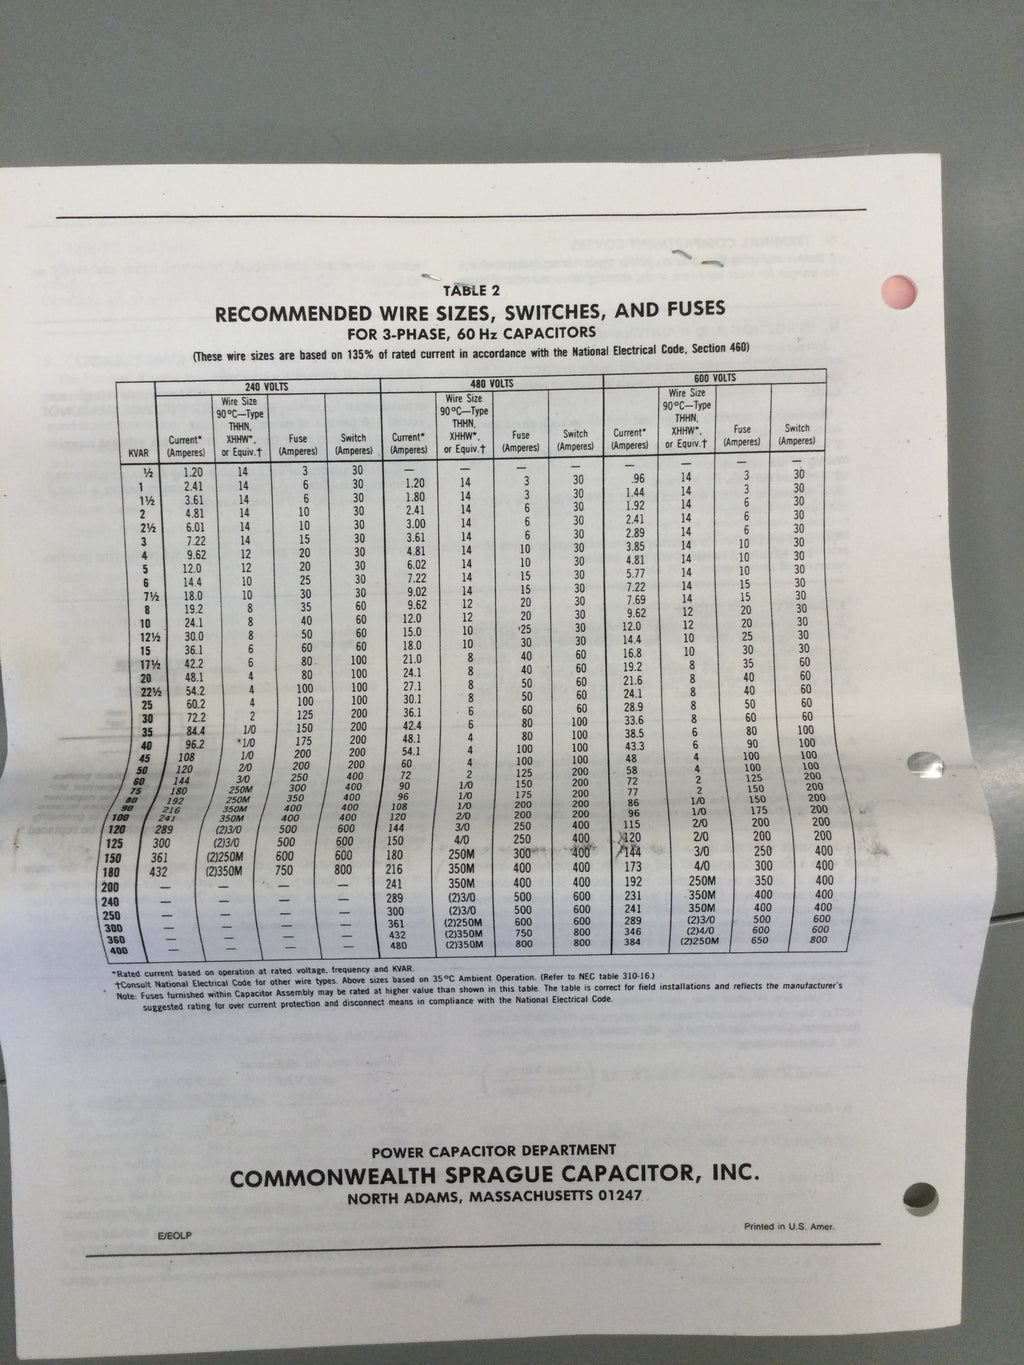 TABLE 2
RECOMMENDED WIRE SIZES, SWITCHES, AND FUSES
FOR 3-PHASE, 60 Hz CAPACITORS
(These wire sizes are based on 135% of rated current in accordance with the National Electrical Code, Section 460)
240 VOLTS 480 VOLTS 600 VOLTS
Wire Size Wire Size Wire Size
90°C—Type 90°C—Type 90°C—Type
THHN, THHN, THHN,
Current* XHHW*, Fuse Switch Current* XHHW*, Fuse Switch Current* XHHW*, Fuse Switch
KVAR (Amperes) or Equiv.† (Amperes) (Amperes) (Amperes) or Equiv.† (Amperes) (Amperes) (Amperes) or Equiv.† (Amperes) (Amperes)
½ 1.20 14 3 30 — — — — — — — —
1 2.41 14 6 30 1.20 14 3 30 .96 14 3 30
1½ 3.61 14 6 30 1.80 14 3 30 1.44 14 3 30
2 4.81 14 10 30 2.41 14 6 30 1.92 14 6 30
2½ 6.01 14 10 30 3.00 14 6 30 2.41 14 6 30
3 7.22 14 15 30 3.61 14 6 30 2.89 14 6 30
4 9.62 12 20 30 4.81 14 10 30 3.85 14 10 30
5 12.0 12 20 30 6.02 14 10 30 4.81 14 10 30
6 14.4 10 25 30 7.22 14 15 30 5.77 14 10 30
7½ 18.0 10 30 30 9.02 14 15 30 7.22 14 15 30
8 19.2 8 35 60 9.62 12 20 30 7.69 14 15 30
10 24.1 8 40 60 12.0 12 20 30 9.62 12 20 30
12½ 30.0 8 50 60 15.0 10 25 30 12.0 12 20 30
15 36.1 6 60 60 18.0 10 30 30 14.4 10 25 30
17½ 42.2 6 80 100 21.0 8 40 60 16.8 10 30 30
20 48.1 4 80 100 24.1 8 40 60 19.2 8 35 60
22½ 54.2 4 100 100 27.1 8 50 60 21.6 8 40 60
25 60.2 4 100 100 30.1 8 50 60 24.1 8 40 60
30 72.2 2 125 200 36.1 6 60 60 28.9 8 50 60
35 84.4 1/0 150 200 42.4 6 80 100 33.6 8 60 60
40 96.2 *1/0 175 200 48.1 4 80 100 38.5 6 80 100
45 108 1/0 200 200 54.1 4 100 100 43.3 6 90 100
50 120 2/0 200 200 60 4 100 100 48 4 100 100
60 144 3/0 250 400 72 2 125 200 58 4 100 100
75 180 250M 300 400 90 1/0 150 200 72 2 125 200
80 192 250M 350 400 96 1/0 175 200 77 2 150 200
90 216 350M 400 400 108 1/0 200 200 86 1/0 150 200
100 241 350M 400 400 120 2/0 200 200 96 1/0 175 200
120 289 (2)3/0 500 600 144 3/0 250 400 115 2/0 200 200
125 300 (2)3/0 500 600 150 4/0 250 400 120 2/0 200 200
150 361 (2)250M 600 600 180 250M 300 400 144 3/0 250 400
180 432 (2)350M 750 800 216 350M 400 400 173 4/0 300 400
200 — — — — 241 350M 400 400 192 250M 350 400
240 — — — — 289 (2)3/0 500 600 231 350M 400 400
250 — — — — 300 (2)3/0 500 600 241 350M 400 400
300 — — — — 361 (2)250M 600 600 289 (2)3/0 500 600
360 — — — — 432 (2)350M 750 800 346 (2)4/0 600 600
400 — — — — 480 (2)350M 800 800 384 (2)250M 650 800
*Rated current based on operation at rated voltage, frequency and KVAR.
†Consult National Electrical Code for other wire types. Above sizes based on 35°C Ambient Operation. (Refer to NEC table 310-16.)
Note: Fuses furnished within Capacitor Assembly may be rated at higher value than shown in this table. The table is correct for field installations and reflects the manufacturer's
suggested rating for over current protection and disconnect means in compliance with the National Electrical Code.
POWER CAPACITOR DEPARTMENT
COMMONWEALTH SPRAGUE CAPACITOR, INC.
NORTH ADAMS, MASSACHUSETTS 01247
E/EOLP
Printed in U.S. Amer.